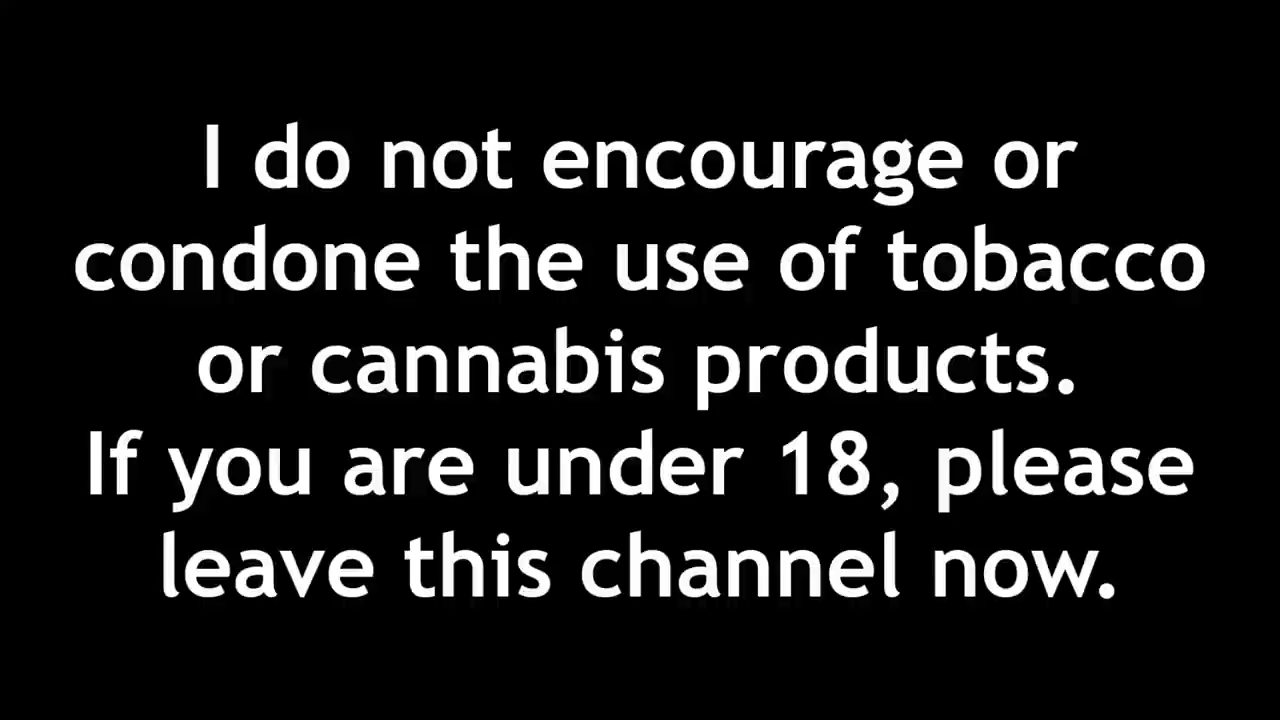 I do not encourage or
condone the use of tobacco
or cannabis products.
If you are under 18, please
leave this channel now.